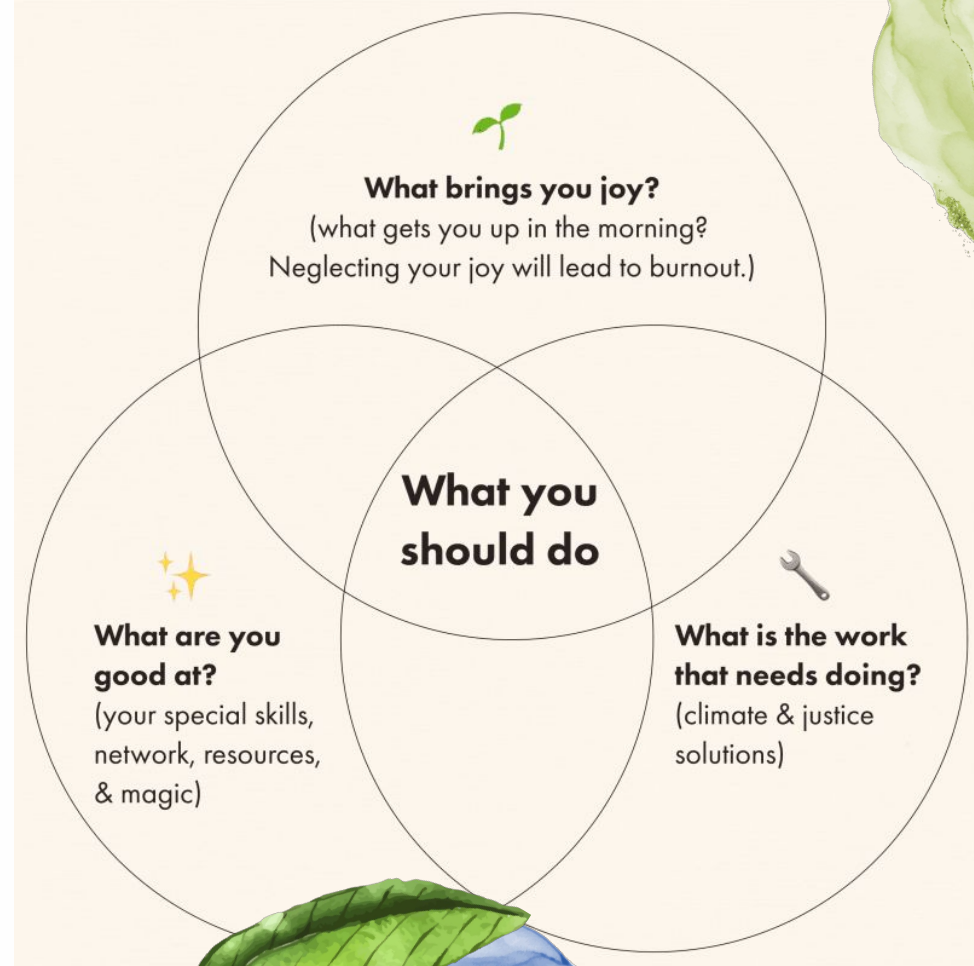 What brings you joy?
(what gets you up in the morning?
Neglecting your joy will lead to burnout.)
What you
should do
What are you
good at?
(your special skills,
network, resources,
& magic)
What is the work
that needs doing?
(climate & justice
solutions)